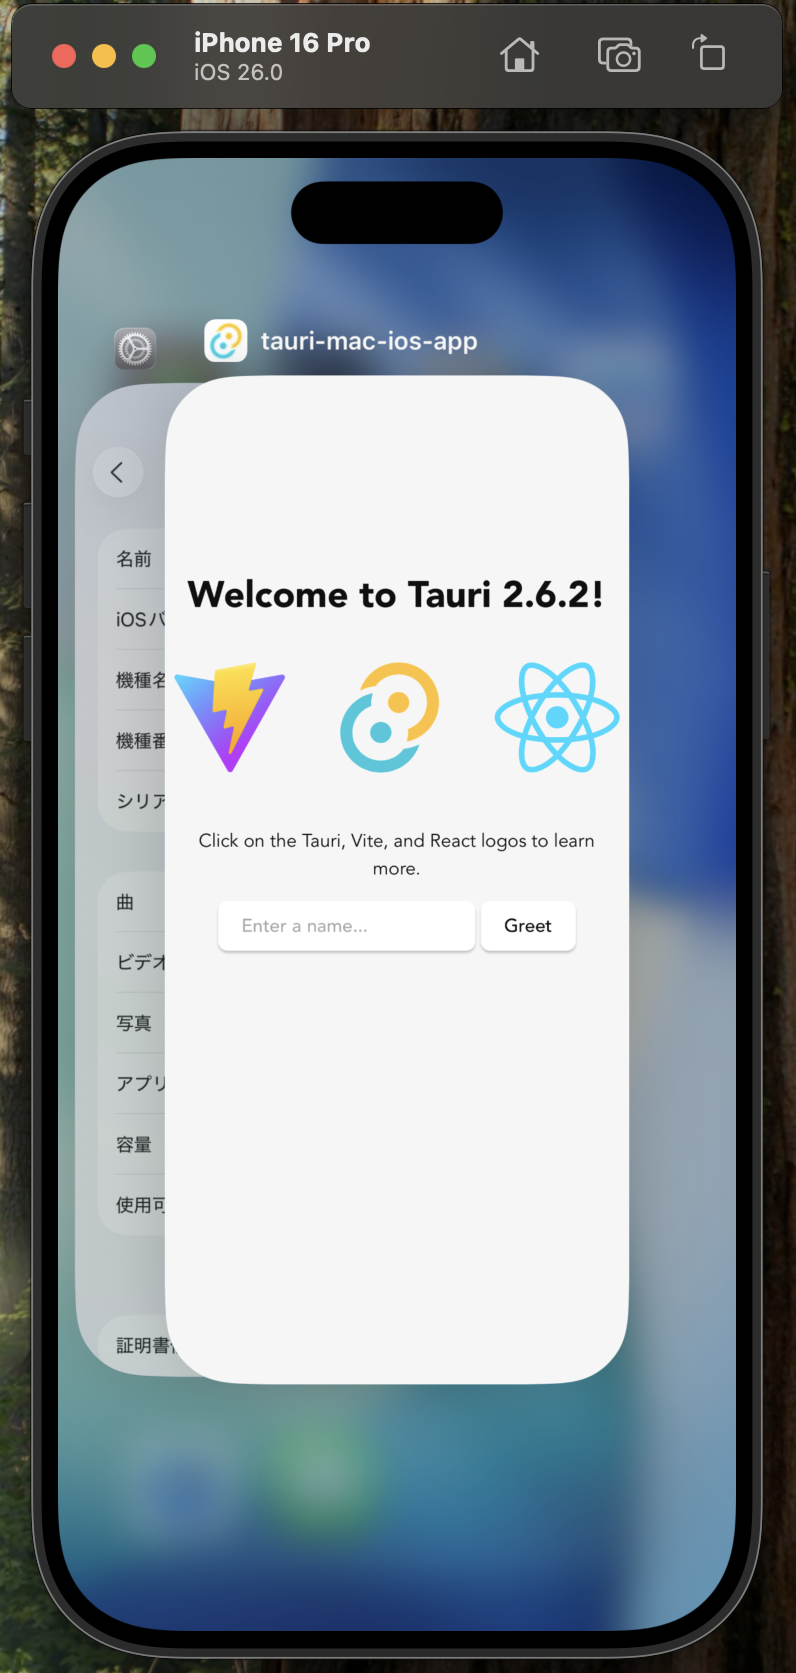 iPhone 16 Pro
iOS 26.0
tauri-mac-ios-app
名前
iOSバ
機種名
機種番
シリア
曲
ビデオ
写真
アプリ
容量
使用可
証明書
Welcome to Tauri 2.6.2!
Click on the Tauri, Vite, and React logos to learn
more.
Enter a name...
Greet